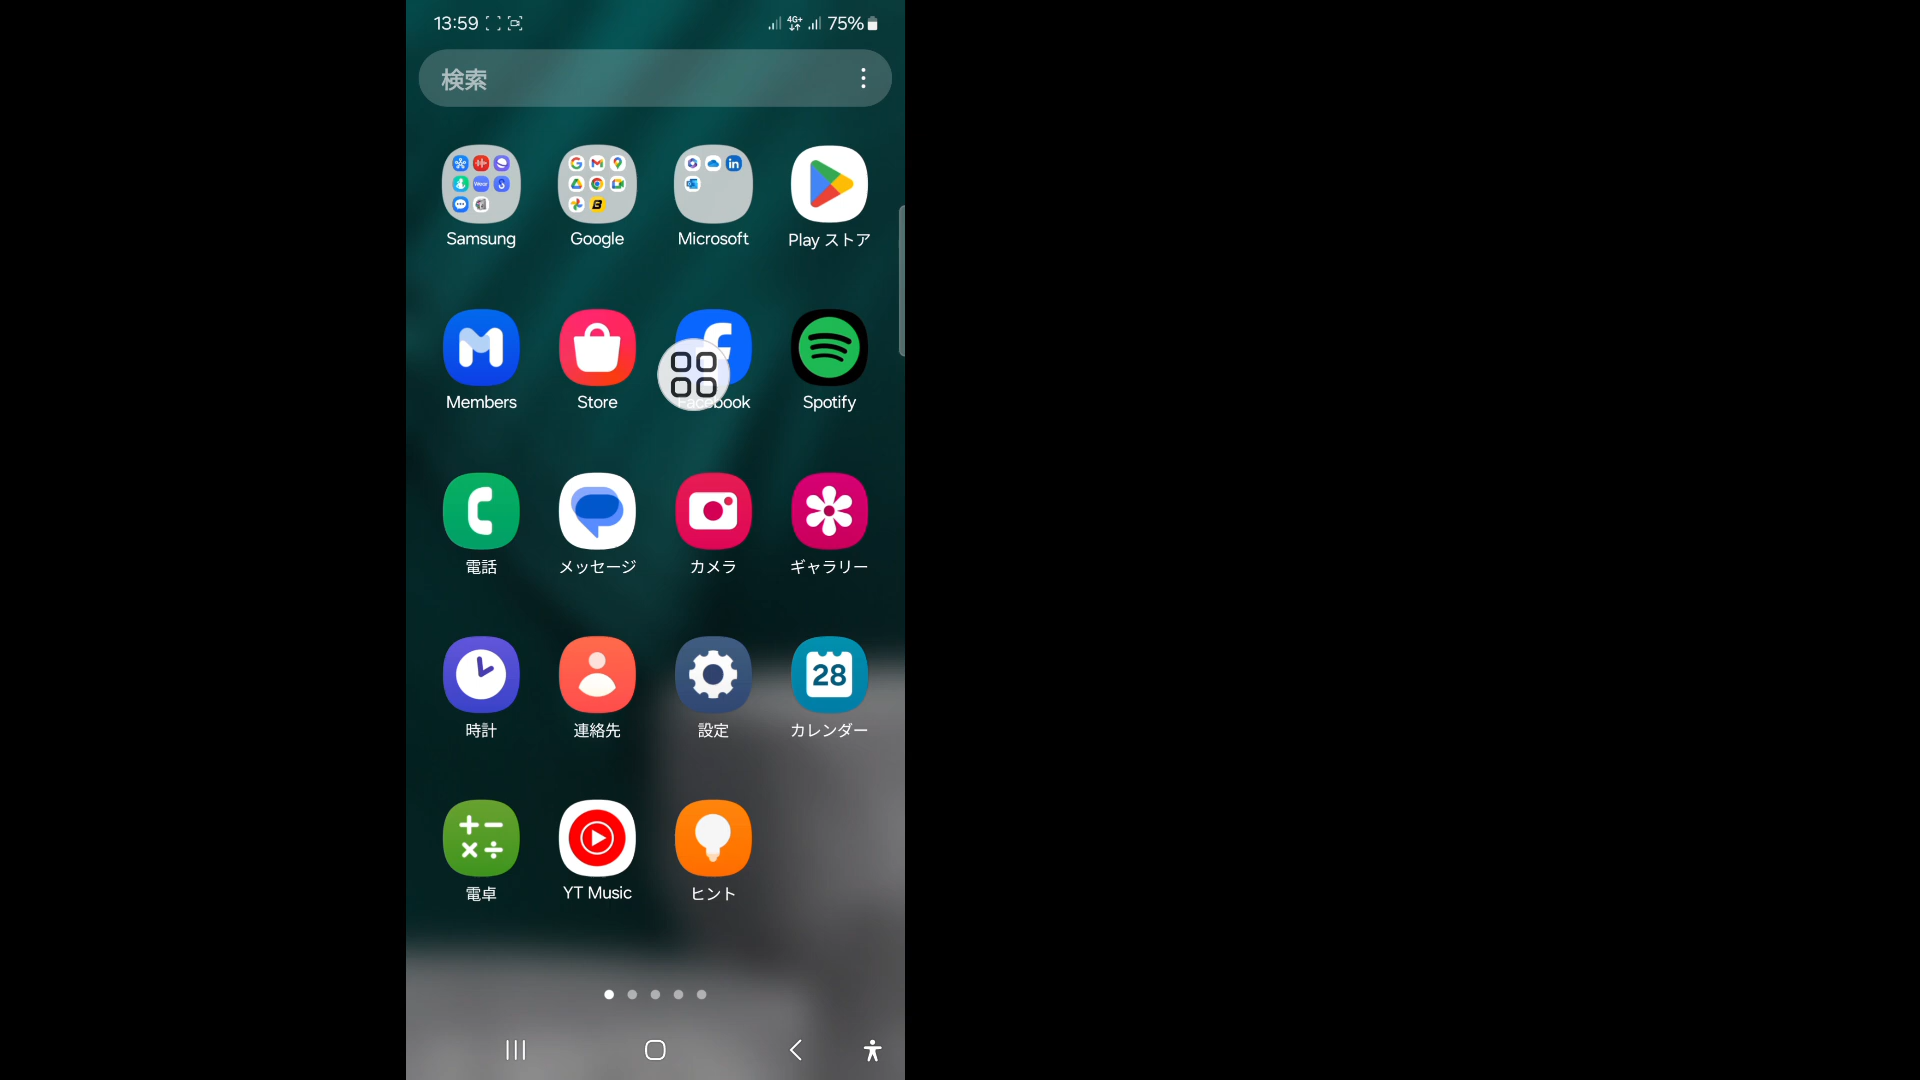 13:59 4G+ 75%
検索
Samsung Google Microsoft Play ストア
Members Store Facebook Spotify
電話 メッセージ カメラ ギャラリー
28
時計 連絡先 設定 カレンダー
電卓 YT Music ヒント